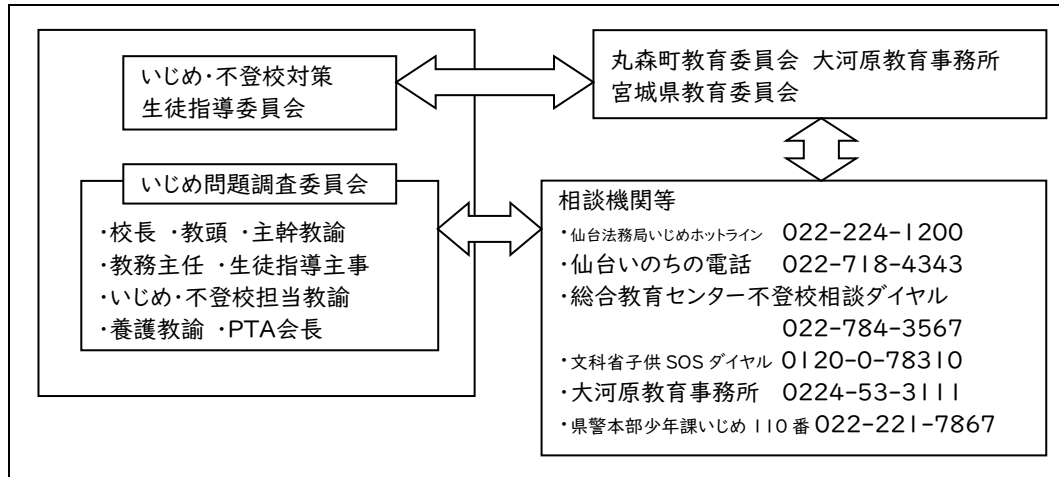 いじめ・不登校対策
生徒指導委員会
丸森町教育委員会 大河原教育事務所
宮城県教育委員会
いじめ問題調査委員会
・校長 ・教頭 ・主幹教諭
・教務主任 ・生徒指導主事
・いじめ・不登校担当教諭
・養護教諭 ・PTA会長
相談機関等
・仙台法務局いじめホットライン 022-224-1200
・仙台いのちの電話 022-718-4343
・総合教育センター不登校相談ダイヤル
022-784-3567
・文科省子供 SOS ダイヤル 0120-0-78310
・大河原教育事務所 0224-53-3111
・県警本部少年課いじめ 110 番 022-221-7867